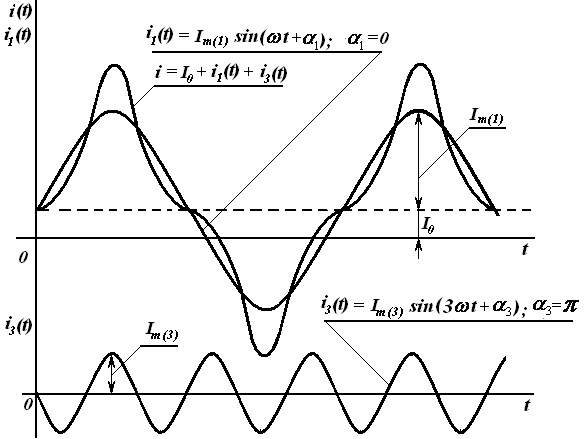 i(t)
i₁(t)
i₁(t) = Iₘ₍₁₎ sin(ωt+α₁); α₁=0
i = I₀ + i₁(t) + i₃(t)
Iₘ₍₁₎
I₀
0
t
i₃(t) = Iₘ₍₃₎ sin(3ωt+α₃); α₃=π
i₃(t)
Iₘ₍₃₎
0
t